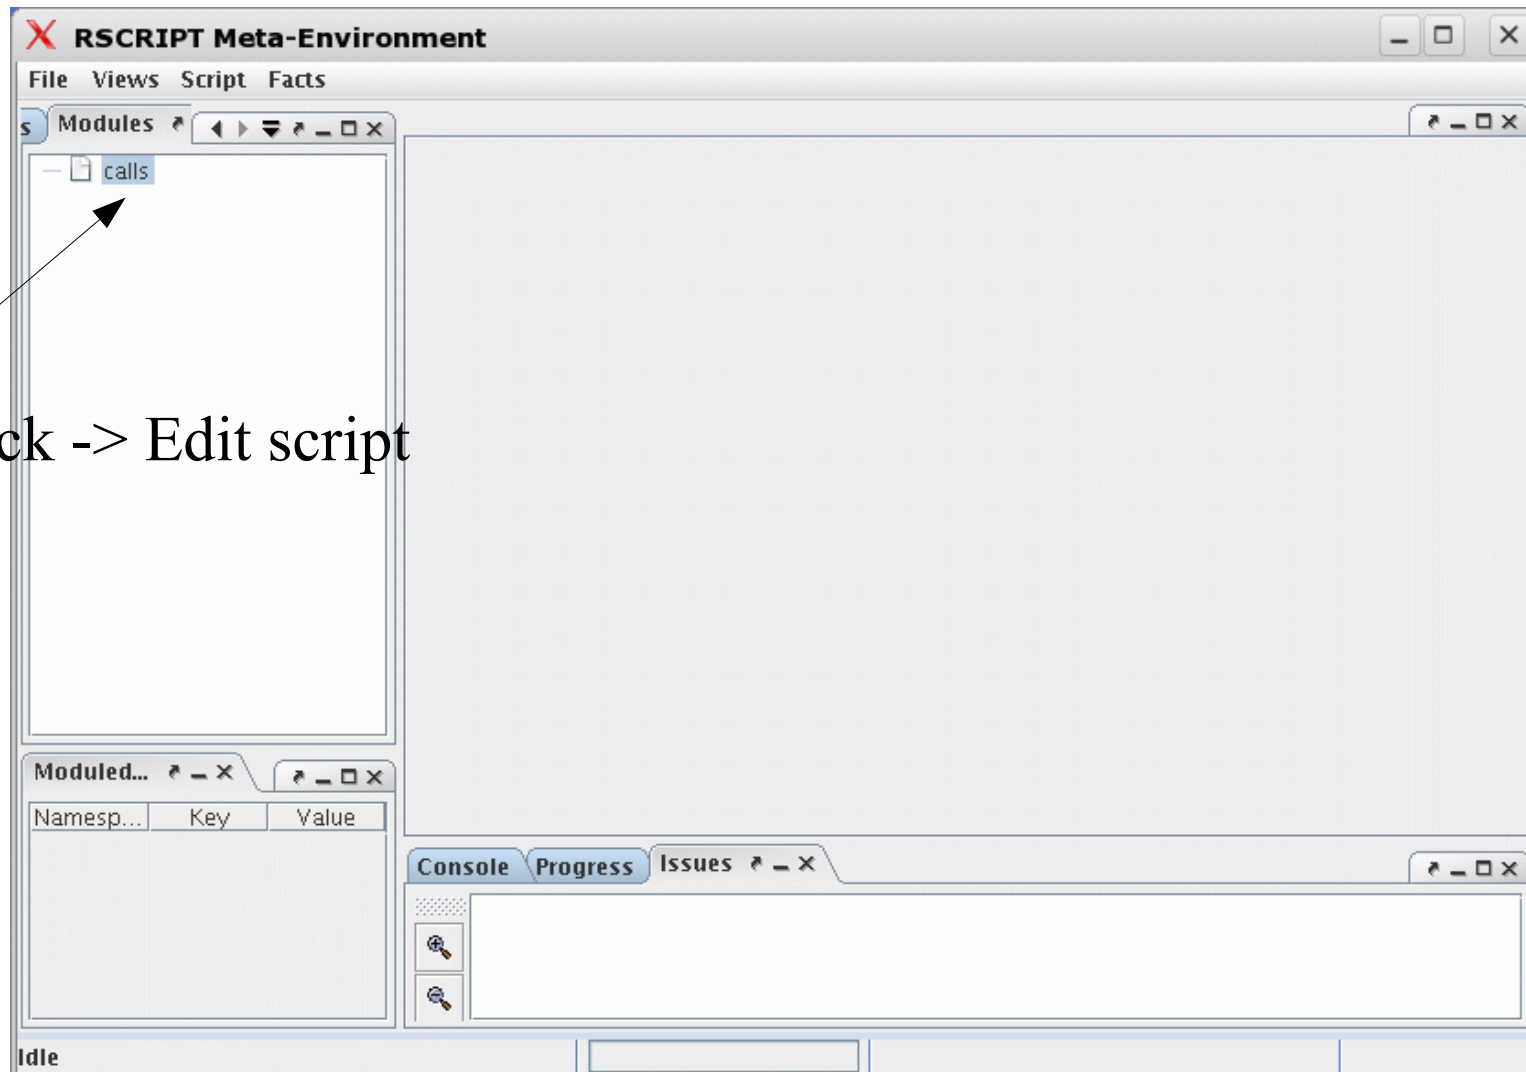 RSCRIPT Meta-Environment
File Views Script Facts
s Modules
calls
ck -> Edit script
Moduled...
Namesp... Key Value
Console Progress Issues
Idle